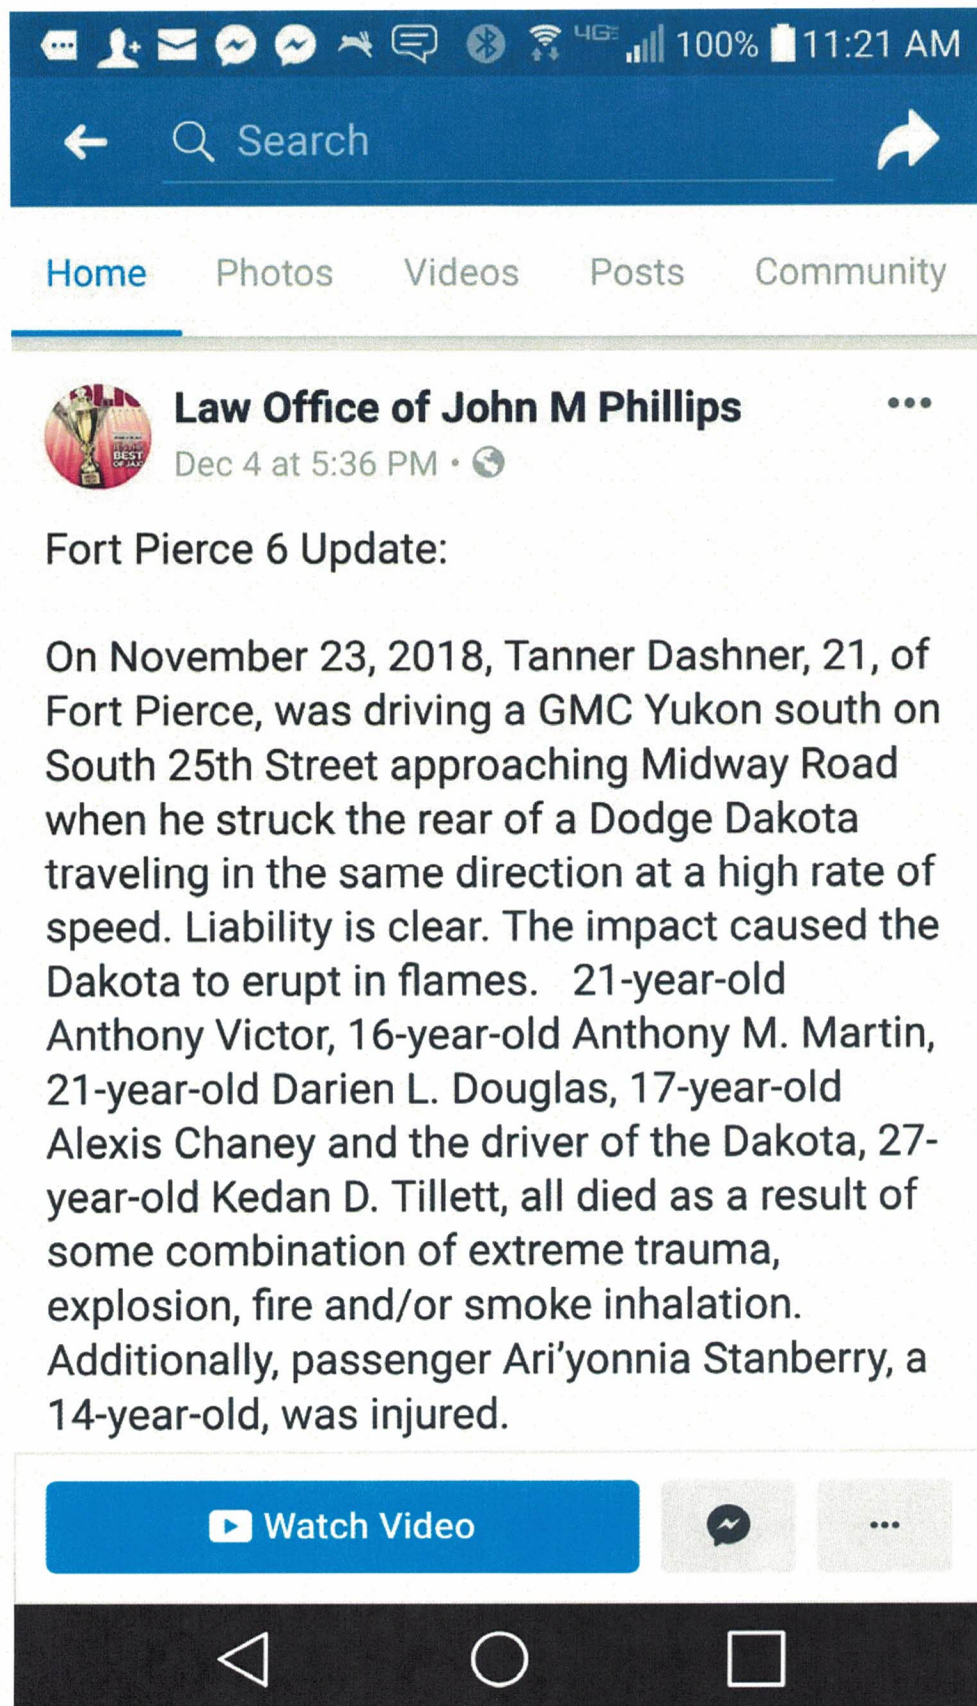 4G 100% 11:21 AM
Search
Home Photos Videos Posts Community
Law Office of John M Phillips
Dec 4 at 5:36 PM •
BEST
OF JAX
Fort Pierce 6 Update:
On November 23, 2018, Tanner Dashner, 21, of
Fort Pierce, was driving a GMC Yukon south on
South 25th Street approaching Midway Road
when he struck the rear of a Dodge Dakota
traveling in the same direction at a high rate of
speed. Liability is clear. The impact caused the
Dakota to erupt in flames.   21-year-old
Anthony Victor, 16-year-old Anthony M. Martin,
21-year-old Darien L. Douglas, 17-year-old
Alexis Chaney and the driver of the Dakota, 27-
year-old Kedan D. Tillett, all died as a result of
some combination of extreme trauma,
explosion, fire and/or smoke inhalation.
Additionally, passenger Ari'yonnia Stanberry, a
14-year-old, was injured.
Watch Video